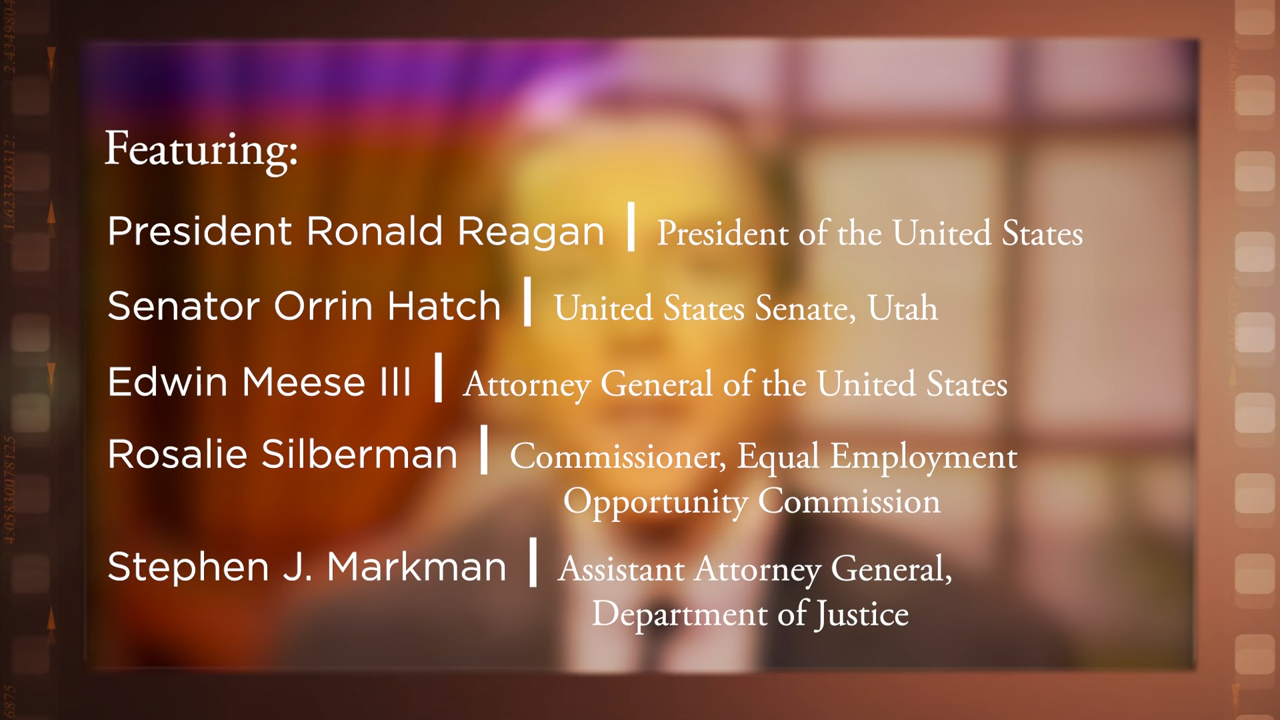 Featuring:
President Ronald Reagan | President of the United States
Senator Orrin Hatch | United States Senate, Utah
Edwin Meese III | Attorney General of the United States
Rosalie Silberman | Commissioner, Equal Employment
Opportunity Commission
Stephen J. Markman | Assistant Attorney General,
Department of Justice